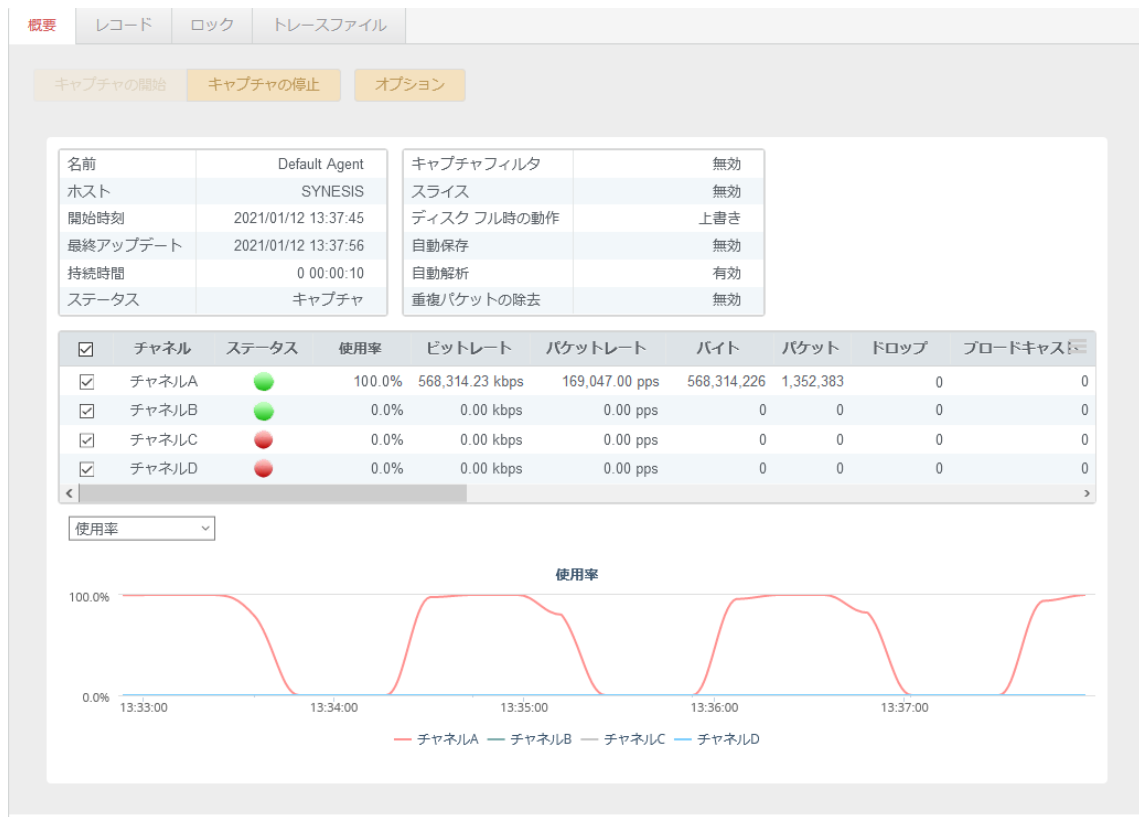 概要 レコード ロック トレースファイル
キャプチャの開始 キャプチャの停止 オプション
名前 Default Agent キャプチャフィルタ 無効
ホスト SYNESIS スライス 無効
開始時刻 2021/01/12 13:37:45 ディスク フル時の動作 上書き
最終アップデート 2021/01/12 13:37:56 自動保存 無効
持続時間 0 00:00:10 自動解析 有効
ステータス キャプチャ 重複パケットの除去 無効
チャネル ステータス 使用率 ビットレート パケットレート バイト パケット ドロップ ブロードキャスト
チャネルA 100.0% 568,314.23 kbps 169,047.00 pps 568,314,226 1,352,383 0 0
チャネルB 0.0% 0.00 kbps 0.00 pps 0 0 0 0
チャネルC 0.0% 0.00 kbps 0.00 pps 0 0 0 0
チャネルD 0.0% 0.00 kbps 0.00 pps 0 0 0 0
使用率
使用率
100.0%
0.0%
13:33:00 13:34:00 13:35:00 13:36:00 13:37:00
チャネルA チャネルB チャネルC チャネルD